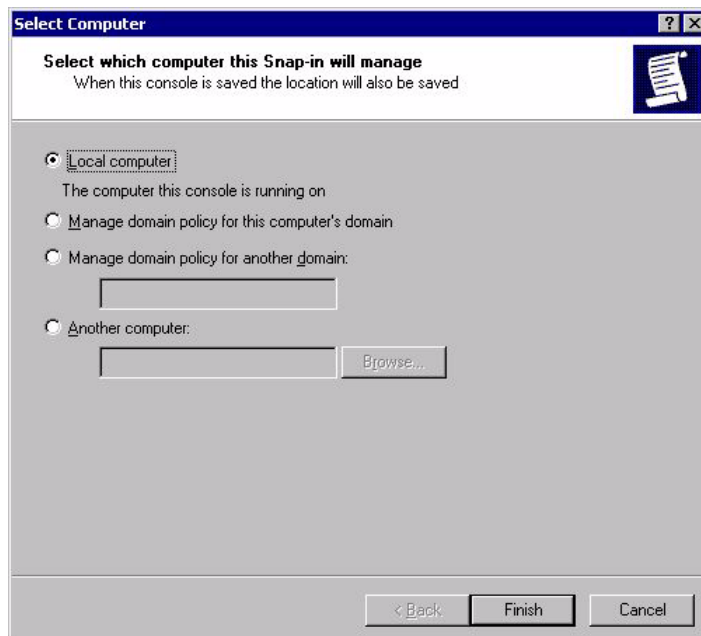 Select Computer
Select which computer this Snap-in will manage
When this console is saved the location will also be saved
Local computer
The computer this console is running on
Manage domain policy for this computer's domain
Manage domain policy for another domain:
Another computer:
Browse...
< Back
Finish
Cancel